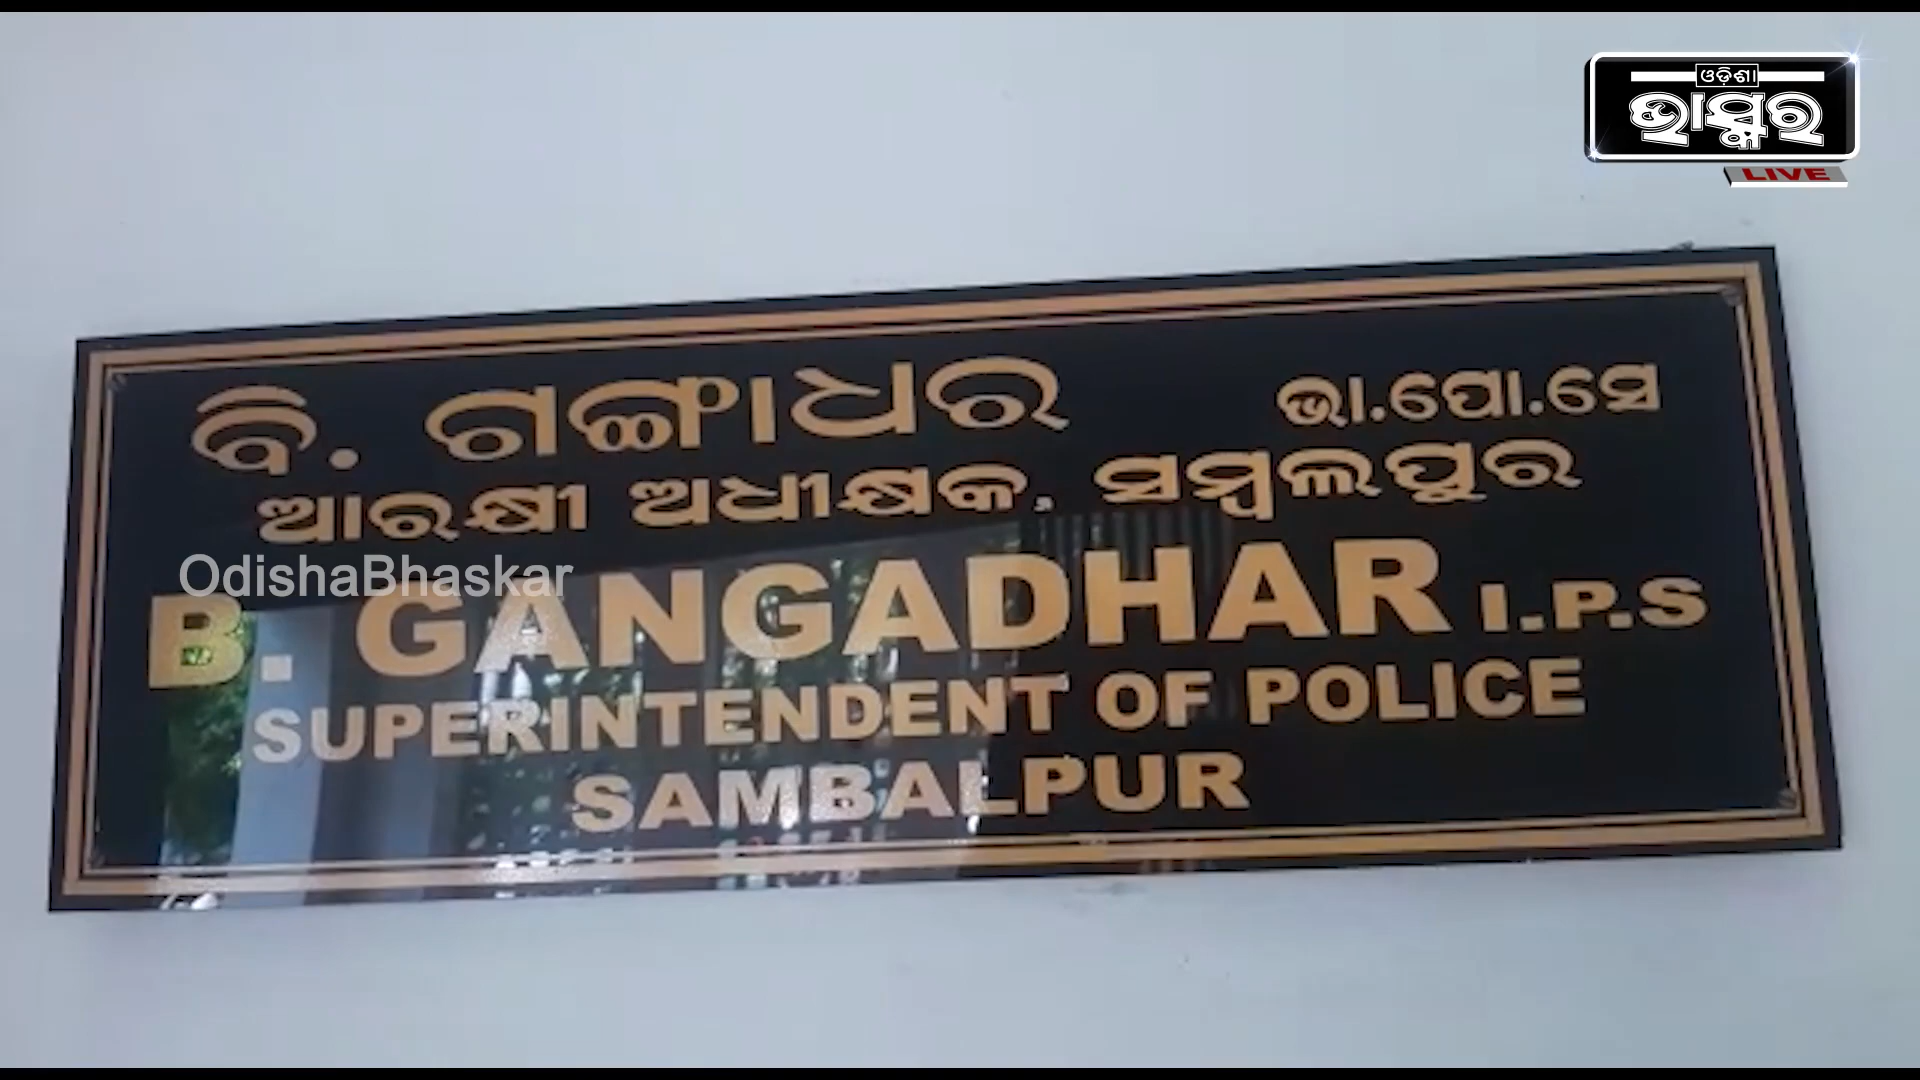 ଓଡ଼ିଶା
ଭାସ୍କର
LIVE
ବି. ଗଙ୍ଗାଧର ଭା.ପୋ.ସେ
ଆରକ୍ଷୀ ଅଧୀକ୍ଷକ, ସମ୍ବଲପୁର
OdishaBhaskar
B. GANGADHAR I.P.S
SUPERINTENDENT OF POLICE
SAMBALPUR